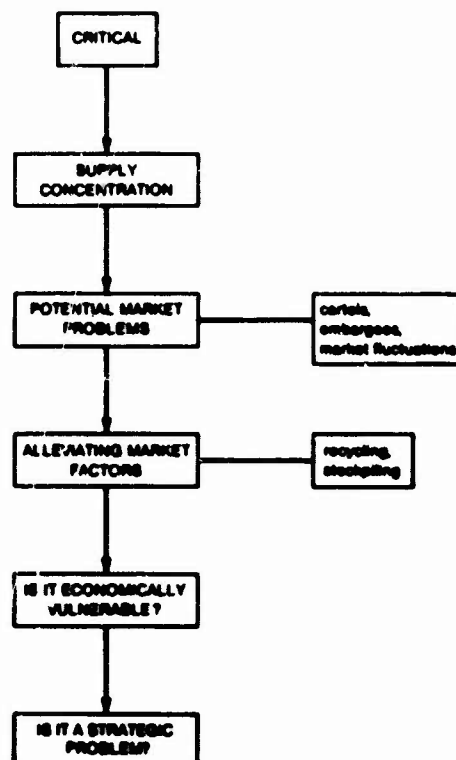 CRITICAL
SUPPLY
CONCENTRATION
POTENTIAL MARKET
PROBLEMS
cartels,
embargoes,
market fluctuations
ALLEVIATING MARKET
FACTORS
recycling,
stockpiling
IS IT ECONOMICALLY
VULNERABLE?
IS IT A STRATEGIC
PROBLEM?